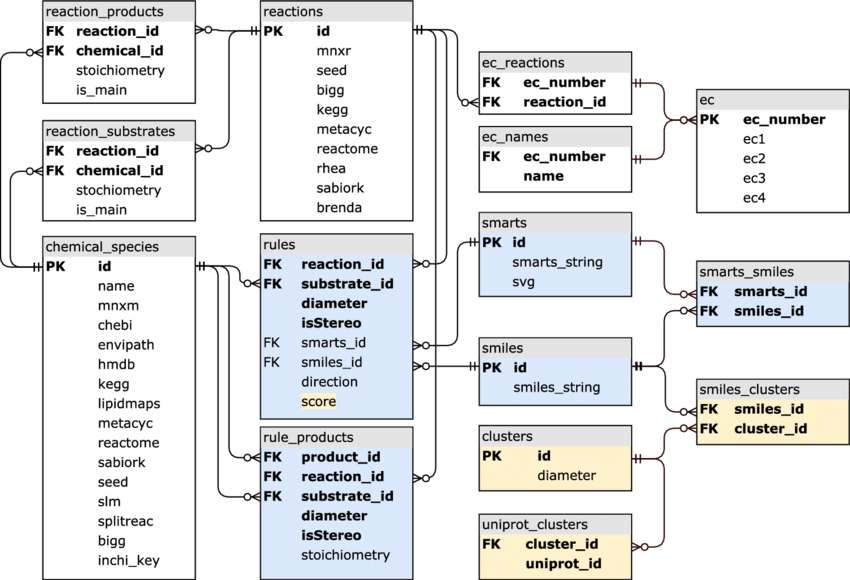 reaction_products
FK reaction_id
FK chemical_id
stoichiometry
is_main
reaction_substrates
FK reaction_id
FK chemical_id
stochiometry
is_main
chemical_species
PK id
name
mnxm
chebi
envipath
hmdb
kegg
lipidmaps
metacyc
reactome
sabiork
seed
slm
splitreac
bigg
inchi_key
reactions
PK id
mnxr
seed
bigg
kegg
metacyc
reactome
rhea
sabiork
brenda
rules
FK reaction_id
FK substrate_id
diameter
isStereo
FK smarts_id
FK smiles_id
direction
score
rule_products
FK product_id
FK reaction_id
FK substrate_id
diameter
isStereo
stoichiometry
ec_reactions
FK ec_number
FK reaction_id
ec_names
FK ec_number
name
smarts
PK id
smarts_string
svg
smiles
PK id
smiles_string
clusters
PK id
diameter
uniprot_clusters
FK cluster_id
uniprot_id
ec
PK ec_number
ec1
ec2
ec3
ec4
smarts_smiles
FK smarts_id
FK smiles_id
smiles_clusters
FK smiles_id
FK cluster_id